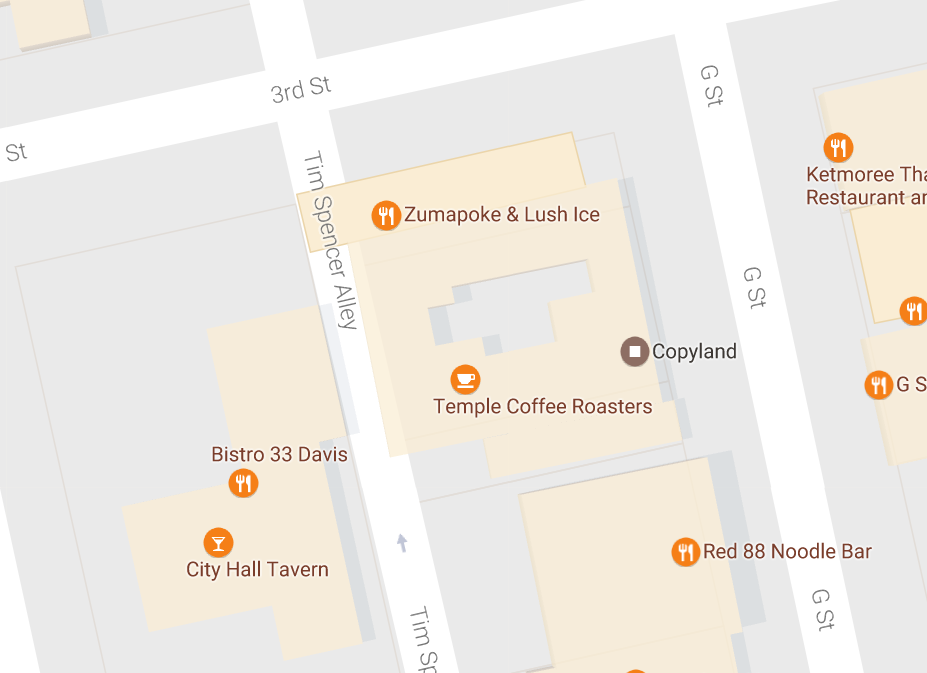 3rd St
G St
St
Tim Spencer Alley
Ketmoree Tha
Restaurant an
Zumapoke & Lush Ice
G St
Copyland
G S
Temple Coffee Roasters
Bistro 33 Davis
Red 88 Noodle Bar
City Hall Tavern
G St
Tim Sp